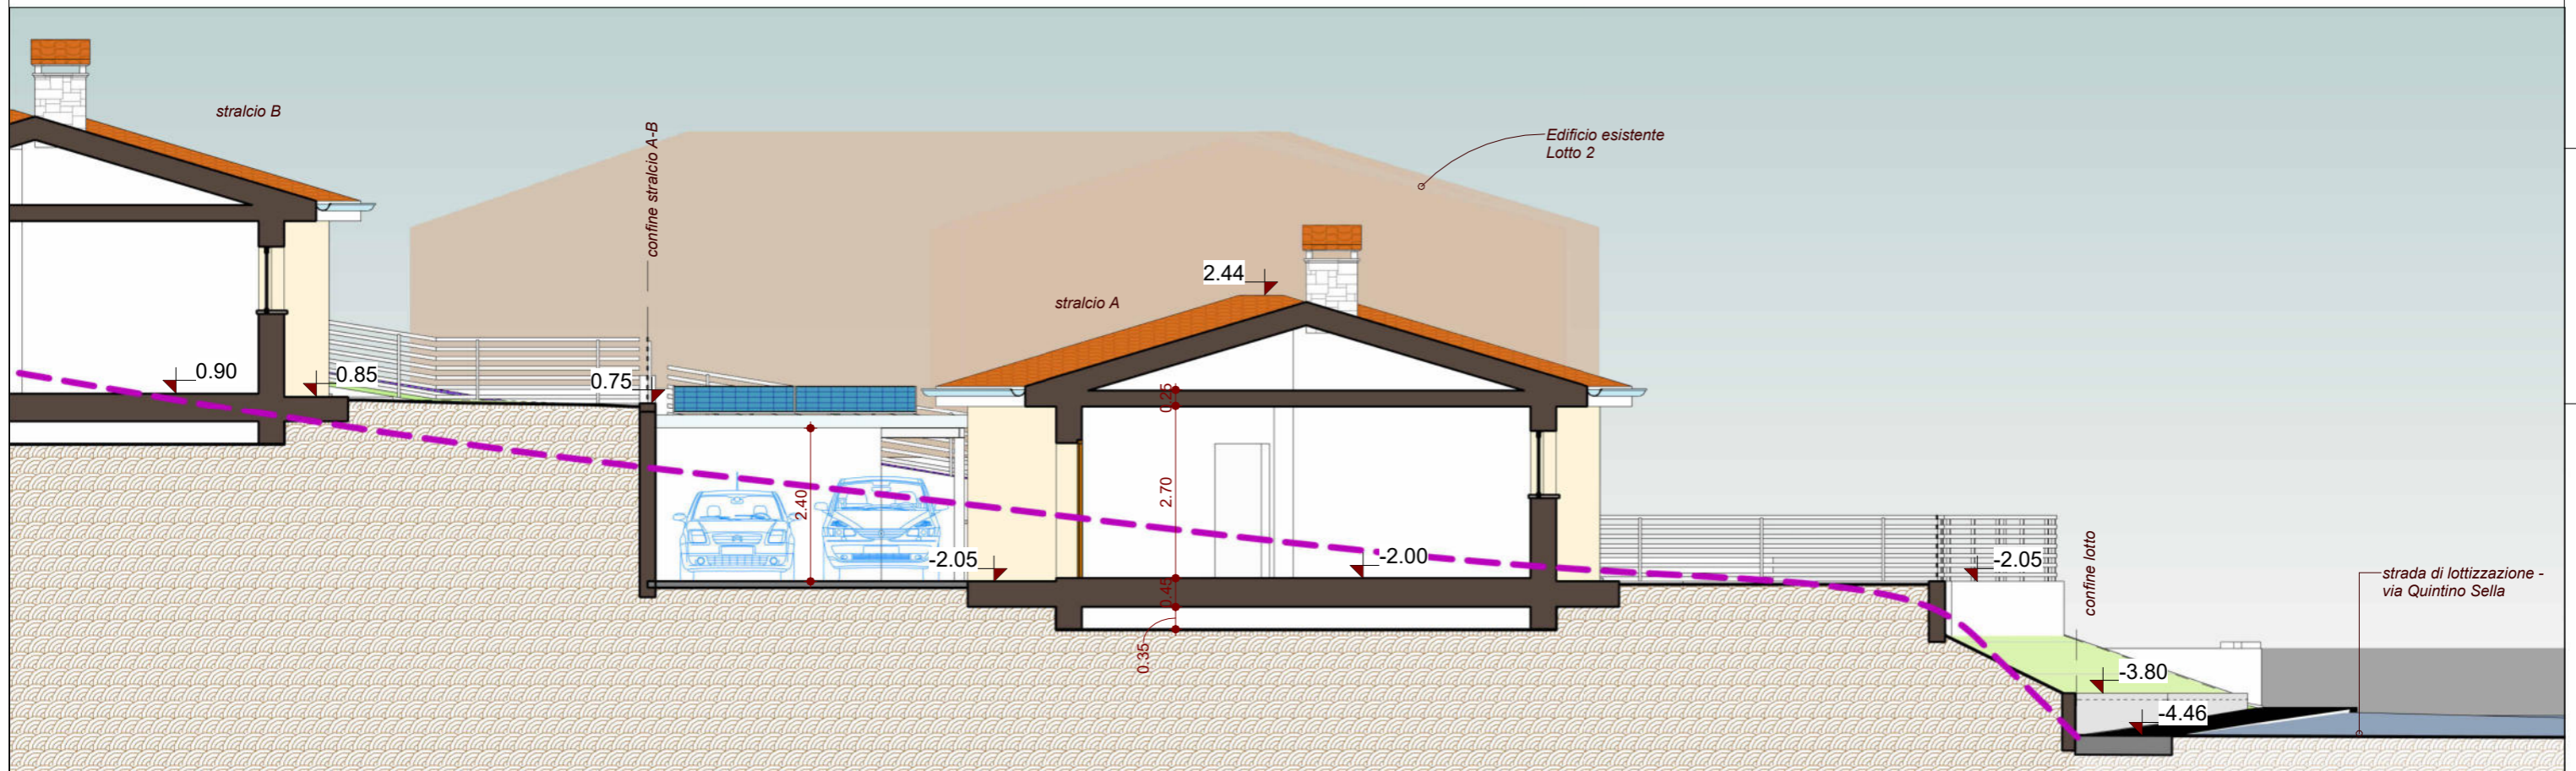 stralcio B
confine stralcio A-B
Edificio esistente
Lotto 2
2.44
stralcio A
0.90
0.85
0.75
0.25
2.40
2.70
-2.05
-2.00
-2.05
0.45
0.35
confine lotto
strada di lottizzazione -
via Quintino Sella
-3.80
-4.46